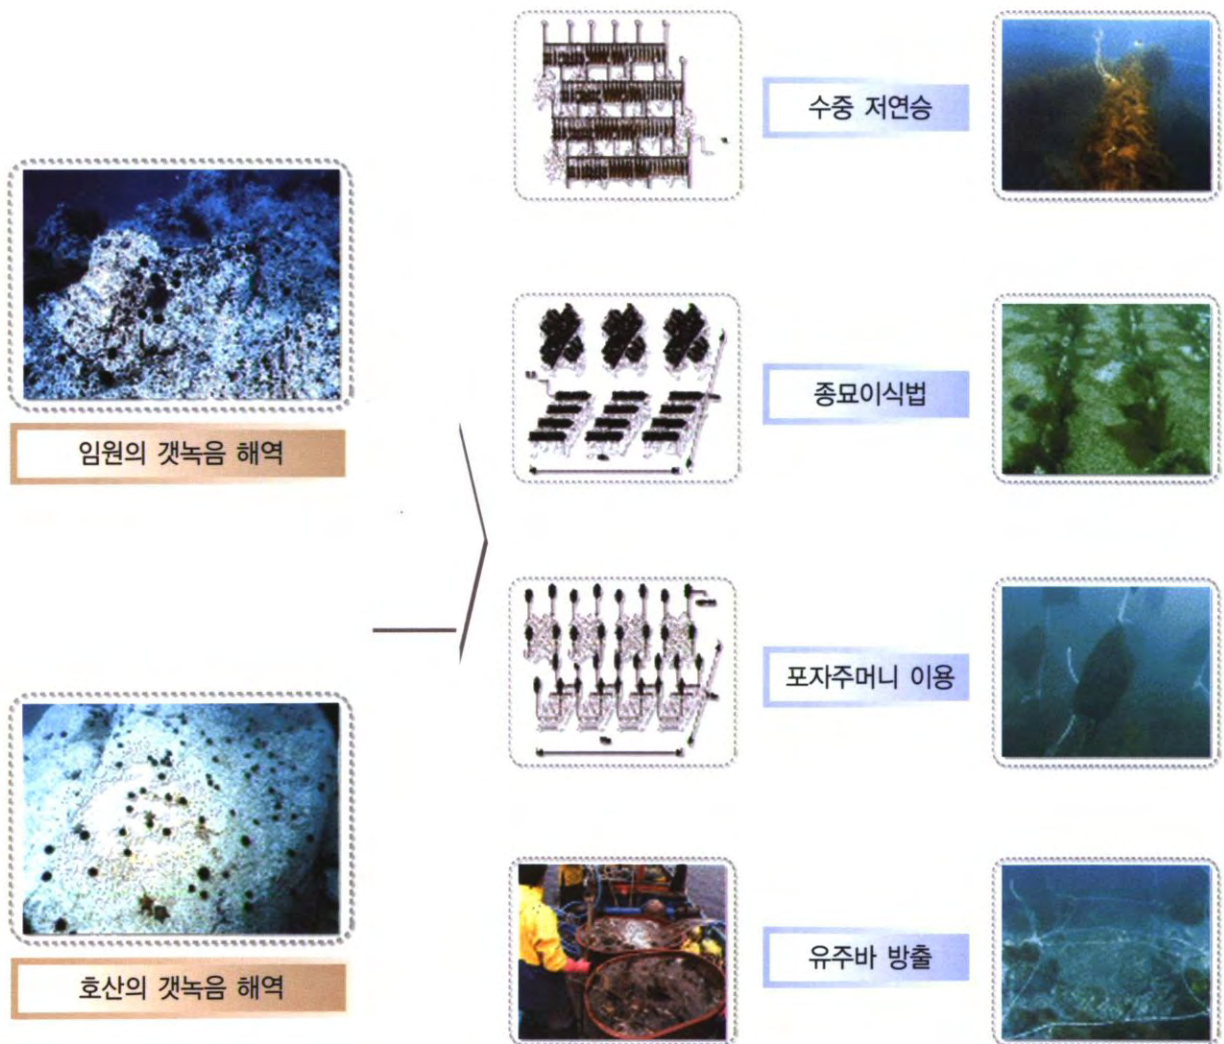 수중 저연승
임원의 갯녹음 해역
종묘이식법
포자주머니 이용
호산의 갯녹음 해역
유주바 방출